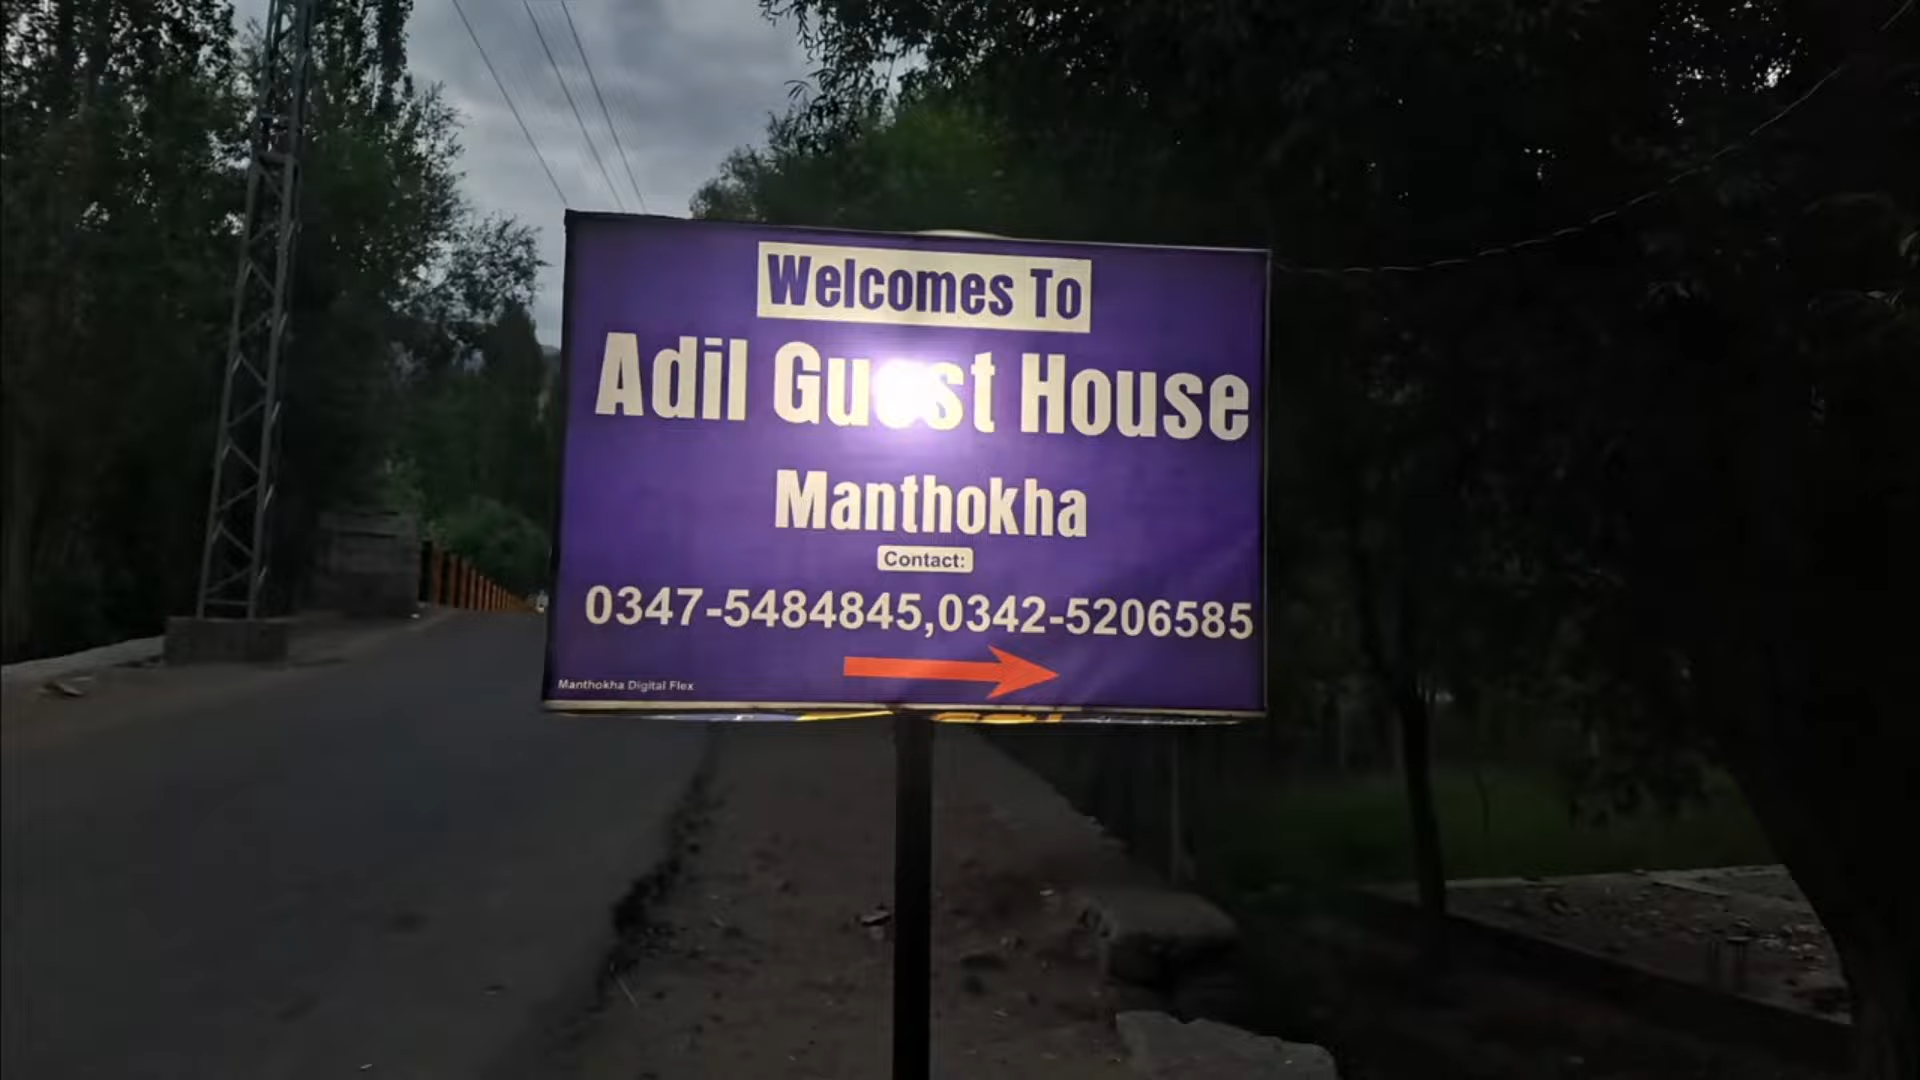 Welcomes To
Adil Guest House
Manthokha
Contact:
0347-5484845,0342-5206585
Manthokha Digital Flex